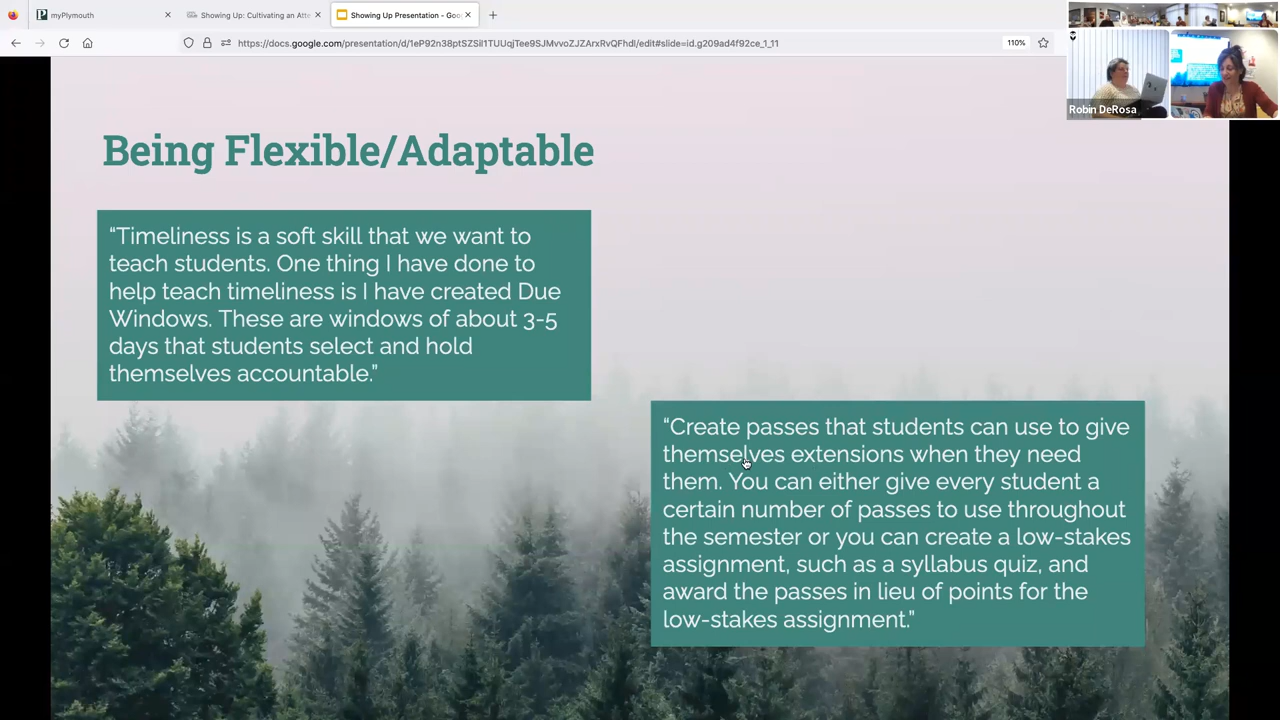 myPlymouth
Showing Up: Cultivating an Atte
Showing Up Presentation - Goo
https://docs.google.com/presentation/d/1eP92n38ptSZSil1TUUqjTee9SJMvvoZJZArxRvQFhdI/edit#slide=id.g209ad4f92ce_1_11
110%
Robin DeRosa
Being Flexible/Adaptable
“Timeliness is a soft skill that we want to
teach students. One thing I have done to
help teach timeliness is I have created Due
Windows. These are windows of about 3-5
days that students select and hold
themselves accountable.”
“Create passes that students can use to give
themselves extensions when they need
them. You can either give every student a
certain number of passes to use throughout
the semester or you can create a low-stakes
assignment, such as a syllabus quiz, and
award the passes in lieu of points for the
low-stakes assignment.”